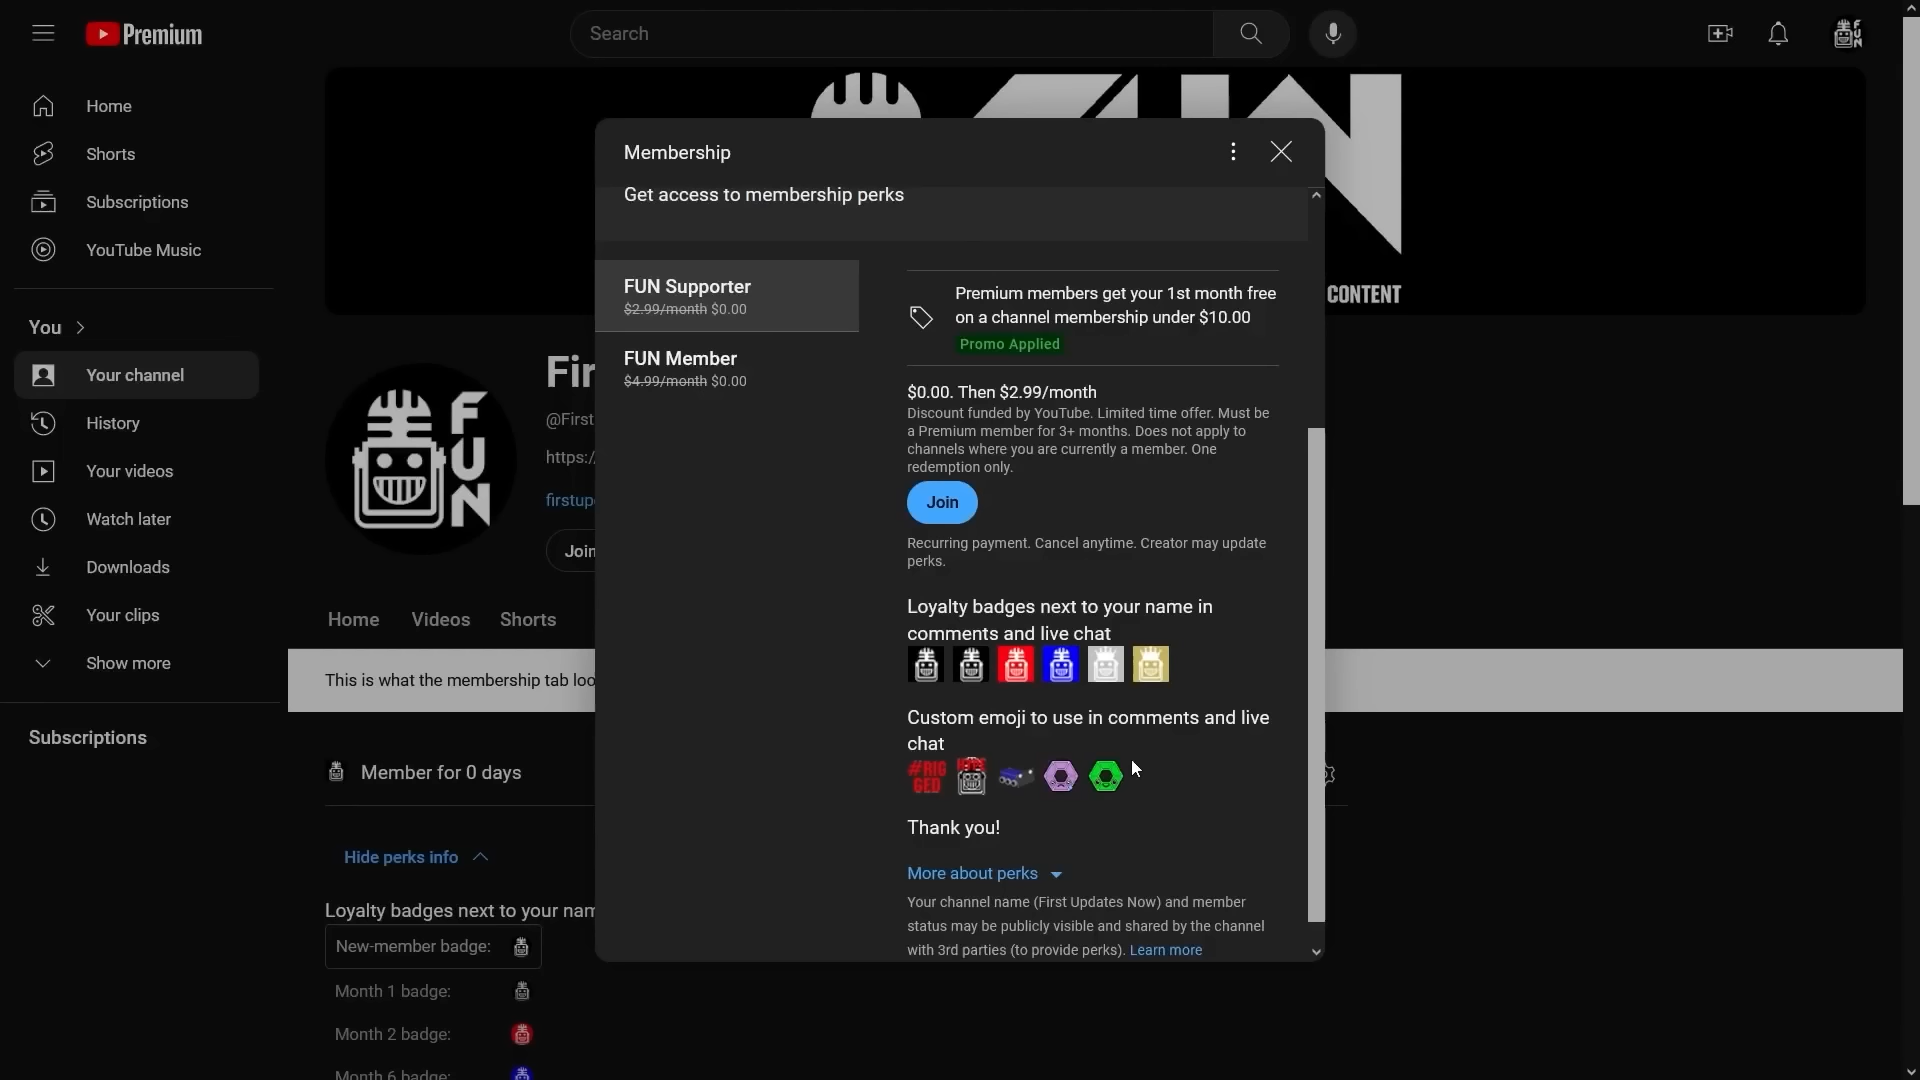 Premium
Search
FUN
Home
Shorts
Subscriptions
YouTube Music
You
Your channel
History
Your videos
Watch later
Downloads
Your clips
Show more
Subscriptions
CONTENT
FUN
Fir
@First
https:/
firstup
Join
Home Videos Shorts
This is what the membership tab loo
Member for 0 days
Hide perks info
Loyalty badges next to your nam
New-member badge:
Month 1 badge:
Month 2 badge:
Month 6 badge:
Membership
Get access to membership perks
FUN Supporter
$2.99/month $0.00
FUN Member
$4.99/month $0.00
Premium members get your 1st month free
on a channel membership under $10.00
Promo Applied
$0.00. Then $2.99/month
Discount funded by YouTube. Limited time offer. Must be
a Premium member for 3+ months. Does not apply to
channels where you are currently a member. One
redemption only.
Join
Recurring payment. Cancel anytime. Creator may update
perks.
Loyalty badges next to your name in
comments and live chat
Custom emoji to use in comments and live
chat
#RIG
GED
HYPE
Thank you!
More about perks
Your channel name (First Updates Now) and member
status may be publicly visible and shared by the channel
with 3rd parties (to provide perks). Learn more